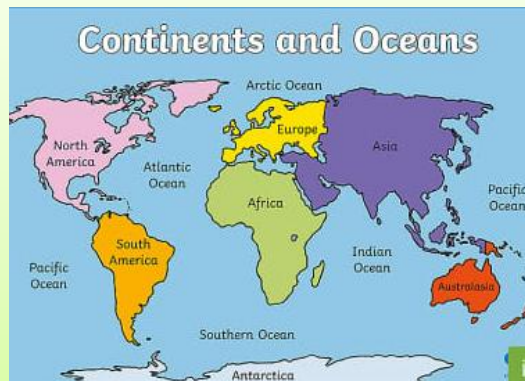 Continents and Oceans
Arctic Ocean
North
America
Europe
Asia
Atlantic
Ocean
Pacific
Ocean
Africa
South
America
Indian
Ocean
Pacific
Ocean
Australasia
Southern Ocean
Antarctica